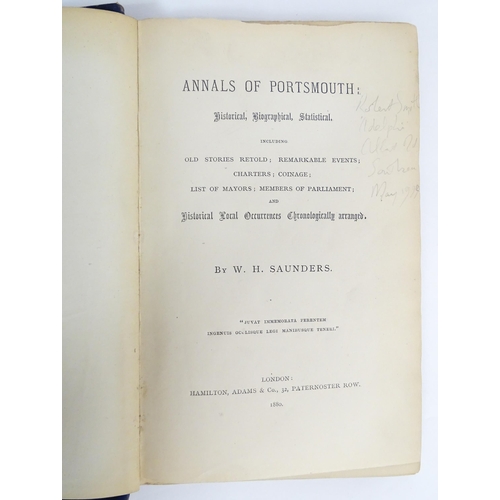 ANNALS OF PORTSMOUTH:
Historical, Biographical, Statistical,
INCLUDING
OLD STORIES RETOLD; REMARKABLE EVENTS;
CHARTERS; COINAGE;
LIST OF MAYORS; MEMBERS OF PARLIAMENT;
AND
Historical Local Occurrences Chronologically arranged.
BY W. H. SAUNDERS.
"JUVAT IMMEMORATA FERENTEM
INGENUIS OCULISQUE LEGI MANIBUSQUE TENERI."
LONDON:
HAMILTON, ADAMS & Co., 32, PATERNOSTER ROW.
1880.
Robert
May